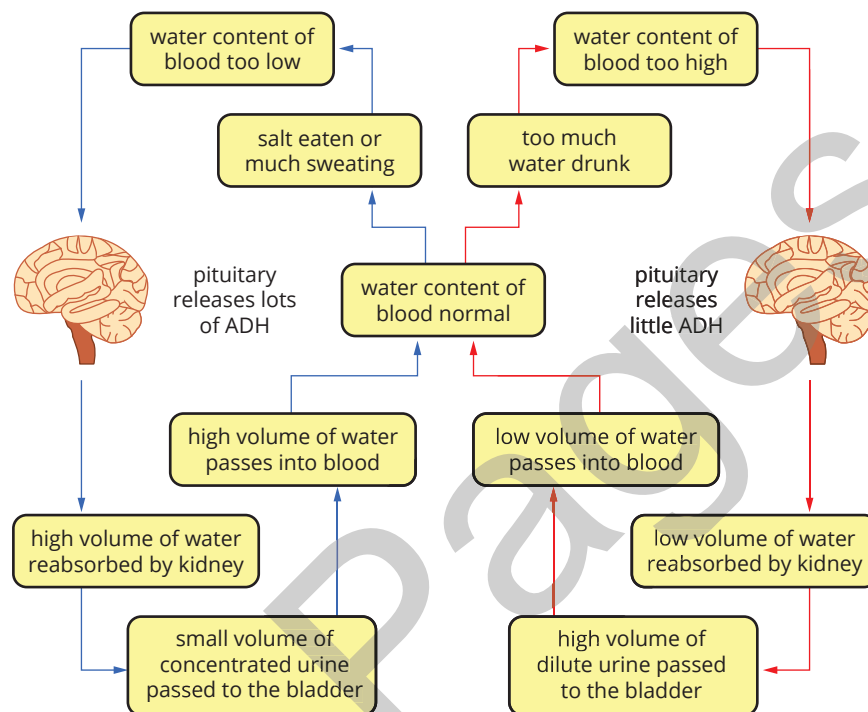 water content of
blood too low
water content of
blood too high
salt eaten or
much sweating
too much
water drunk
pituitary
releases lots
of ADH
water content of
blood normal
pituitary
releases
little ADH
high volume of water
passes into blood
low volume of water
passes into blood
high volume of water
reabsorbed by kidney
low volume of water
reabsorbed by kidney
small volume of
concentrated urine
passed to the bladder
high volume of
dilute urine passed
to the bladder
Pages